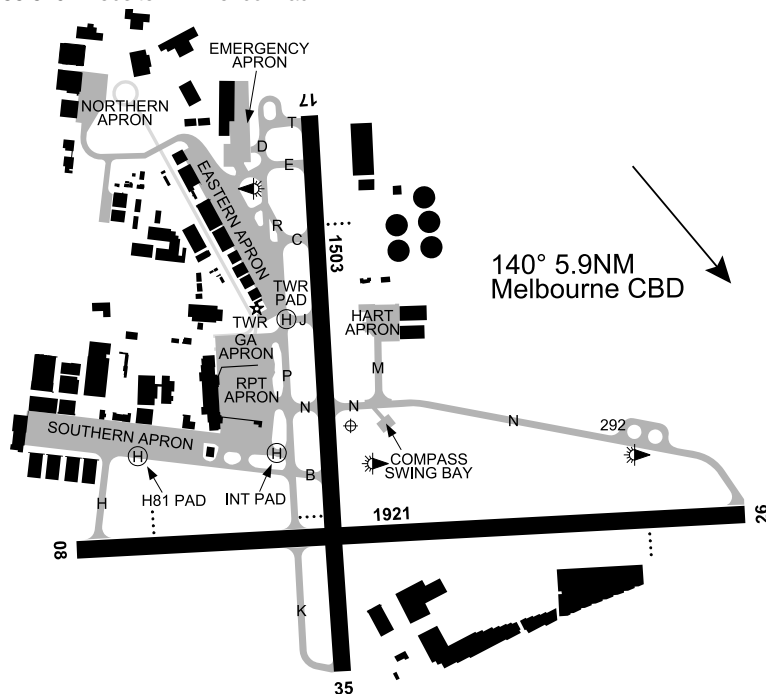 EMERGENCY
APRON
NORTHERN
APRON
17
T
D
E
EASTERN APRON
R
C
1503
140° 5.9NM
Melbourne CBD
TWR
PAD
H
J
TWR
HART
APRON
GA
APRON
M
P
RPT
APRON
N
N
N
292
SOUTHERN APRON
H
H
COMPASS
SWING BAY
B
H
H81 PAD
INT PAD
1921
26
08
K
35